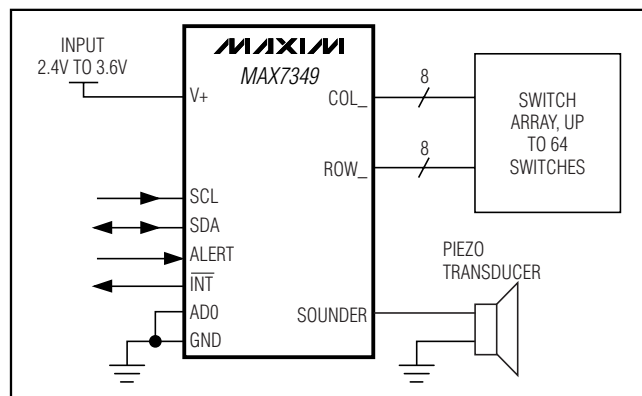 INPUT
2.4V TO 3.6V
MAXIM
MAX7349
V+
COL_
8
ROW_
8
SWITCH
ARRAY, UP
TO 64
SWITCHES
SCL
SDA
ALERT
INT
AD0
GND
SOUNDER
PIEZO
TRANSDUCER